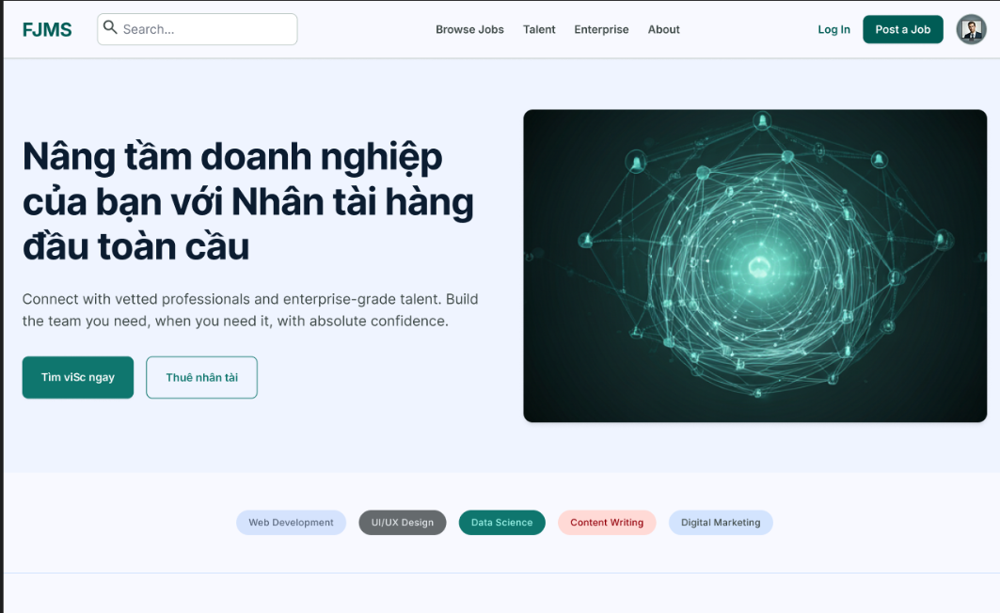 FJMS
Search...
Browse Jobs
Talent
Enterprise
About
Log In
Post a Job
Nâng tầm doanh nghiệp
của bạn với Nhân tài hàng
đầu toàn cầu
Connect with vetted professionals and enterprise-grade talent. Build
the team you need, when you need it, with absolute confidence.
Tìm viSc ngay
Thuê nhân tài
Web Development
UI/UX Design
Data Science
Content Writing
Digital Marketing